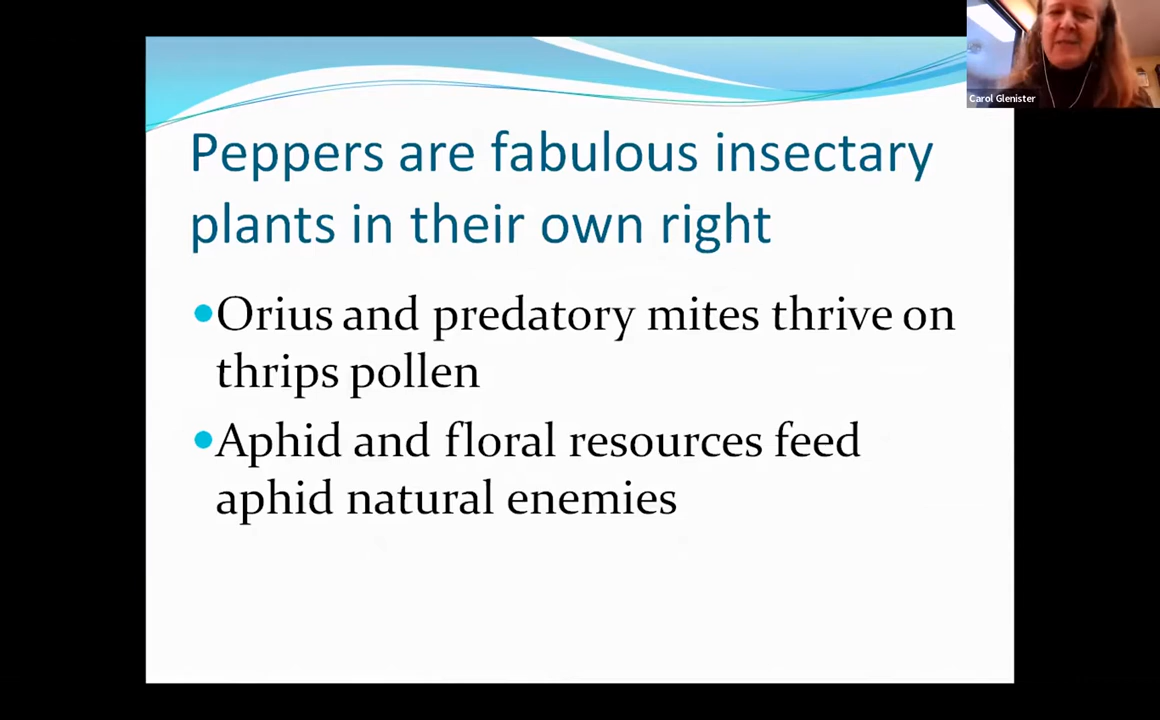 Carol Glenister
Peppers are fabulous insectary
plants in their own right
•Orius and predatory mites thrive on
thrips pollen
•Aphid and floral resources feed
aphid natural enemies